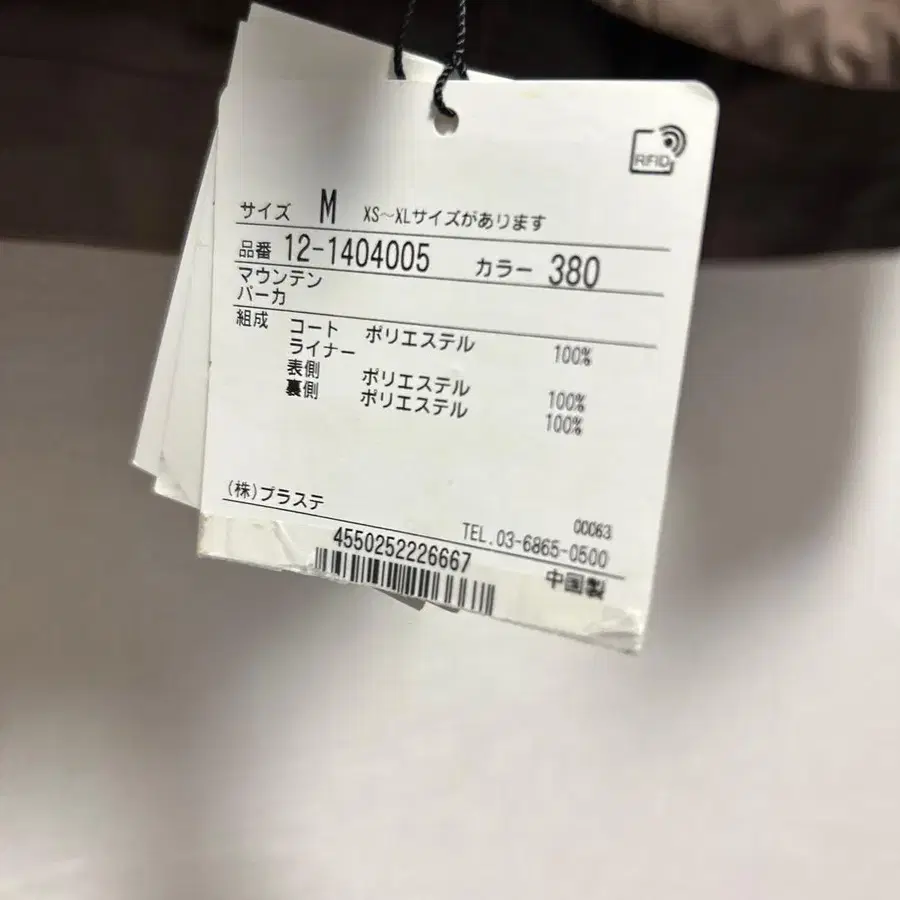 RFID
サイズ M XS～XLサイズがあります
品番 12-1404005 カラー 380
マウンテン
パーカ
組成 コート ポリエステル 100%
ライナー
表側 ポリエステル 100%
裏側 ポリエステル 100%
(株)プラステ
00063
TEL.03-6865-0500
4550252226667
中国製